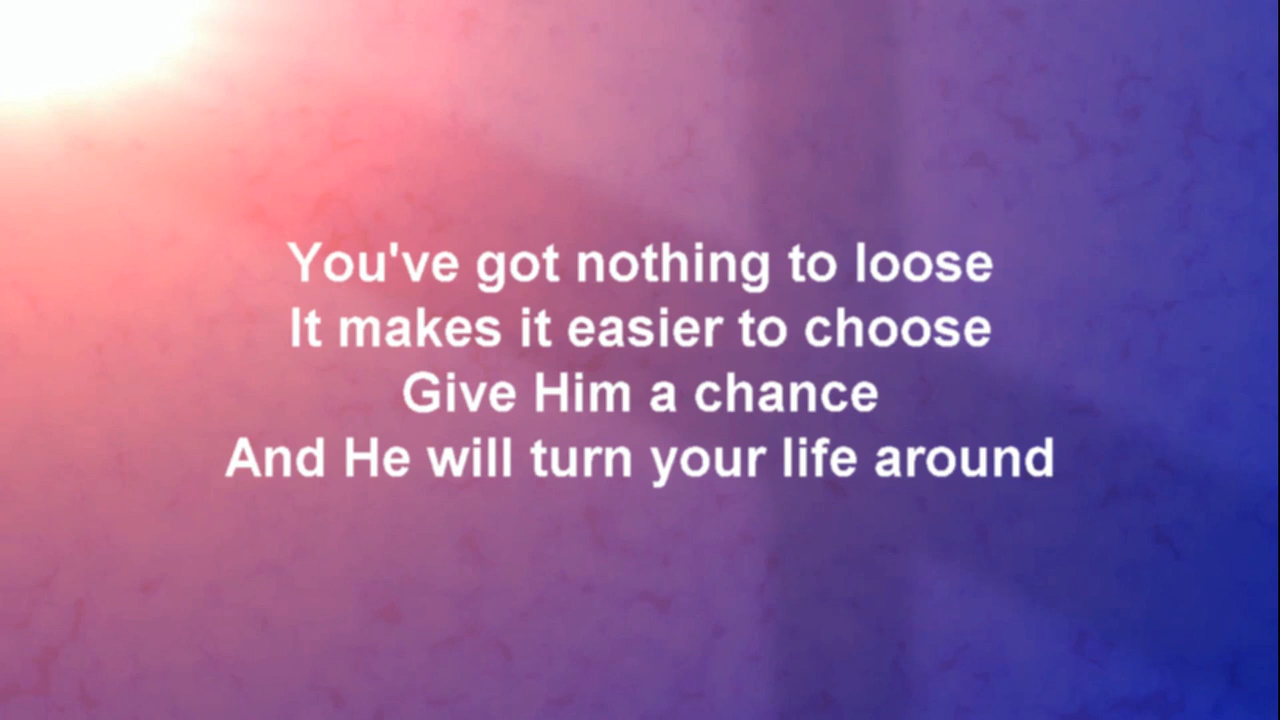 You've got nothing to loose
It makes it easier to choose
Give Him a chance
And He will turn your life around